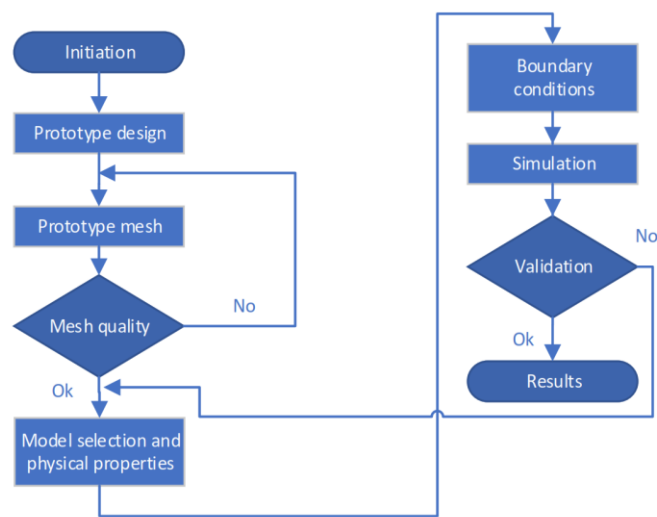 Initiation
Prototype design
Prototype mesh
Mesh quality
No
Ok
Model selection and
physical properties
Boundary
conditions
Simulation
Validation
No
Ok
Results